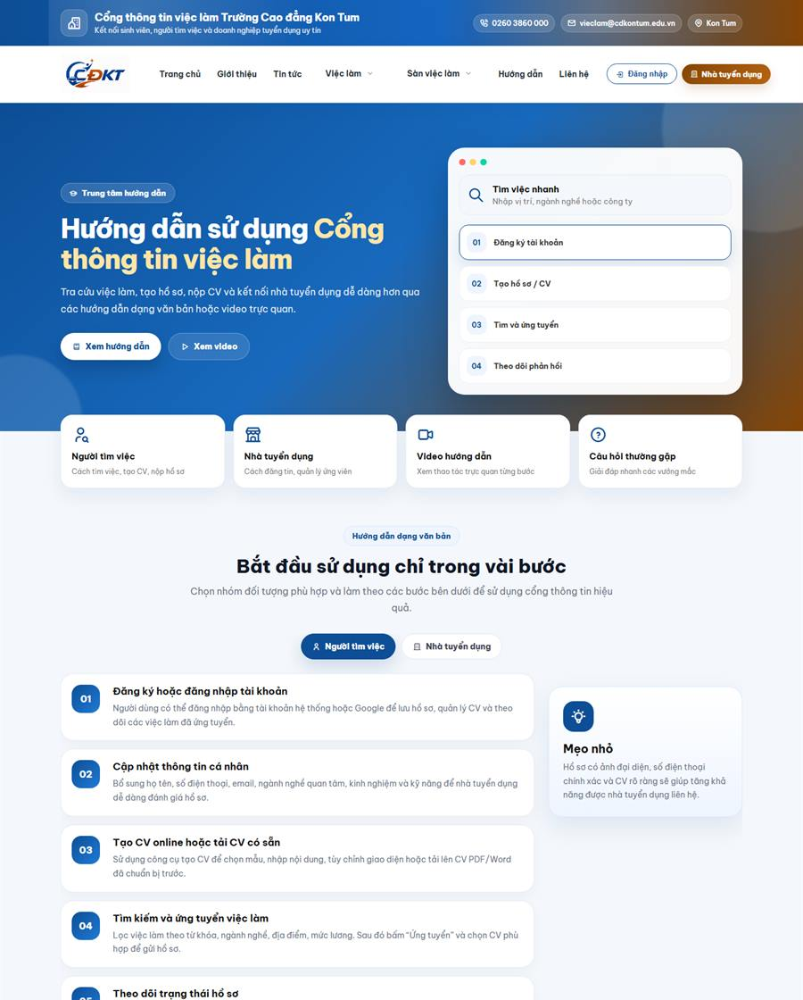 Cổng thông tin việc làm Trường Cao đẳng Kon Tum
Kết nối sinh viên, người tìm việc và doanh nghiệp tuyển dụng uy tín
0260 3860 000
vieclam@cdkontum.edu.vn
Kon Tum
CĐKT
Trang chủ
Giới thiệu
Tin tức
Việc làm
Sàn việc làm
Hướng dẫn
Liên hệ
Đăng nhập
Nhà tuyển dụng
Trung tâm hướng dẫn
Hướng dẫn sử dụng Cổng
thông tin việc làm
Tra cứu việc làm, tạo hồ sơ, nộp CV và kết nối nhà tuyển dụng dễ dàng hơn qua
các hướng dẫn dạng văn bản hoặc video trực quan.
Xem hướng dẫn
Xem video
Tìm việc nhanh
Nhập vị trí, ngành nghề hoặc công ty
01 Đăng ký tài khoản
02 Tạo hồ sơ / CV
03 Tìm và ứng tuyển
04 Theo dõi phản hồi
Người tìm việc
Cách tìm việc, tạo CV, nộp hồ sơ
Nhà tuyển dụng
Cách đăng tin, quản lý ứng viên
Video hướng dẫn
Xem thao tác trực quan từng bước
Câu hỏi thường gặp
Giải đáp nhanh các vướng mắc
Hướng dẫn dạng văn bản
Bắt đầu sử dụng chỉ trong vài bước
Chọn nhóm đối tượng phù hợp và làm theo các bước bên dưới để sử dụng cổng thông tin hiệu
quả.
Người tìm việc
Nhà tuyển dụng
01
Đăng ký hoặc đăng nhập tài khoản
Người dùng có thể đăng nhập bằng tài khoản hệ thống hoặc Google để lưu hồ sơ, quản lý CV và theo
dõi các việc làm đã ứng tuyển.
02
Cập nhật thông tin cá nhân
Bổ sung họ tên, số điện thoại, email, ngành nghề quan tâm, kinh nghiệm và kỹ năng để nhà tuyển dụng
dễ dàng đánh giá hồ sơ.
03
Tạo CV online hoặc tải CV có sẵn
Sử dụng công cụ tạo CV để chọn mẫu, nhập nội dung, tùy chỉnh giao diện hoặc tải lên CV PDF/Word
đã chuẩn bị trước.
04
Tìm kiếm và ứng tuyển việc làm
Lọc việc làm theo từ khóa, ngành nghề, địa điểm, mức lương. Sau đó bấm “Ứng tuyển” và chọn CV phù
hợp để gửi hồ sơ.
Theo dõi trạng thái hồ sơ
Mẹo nhỏ
Hồ sơ có ảnh đại diện, số điện thoại
chính xác và CV rõ ràng sẽ giúp tăng khả
năng được nhà tuyển dụng liên hệ.